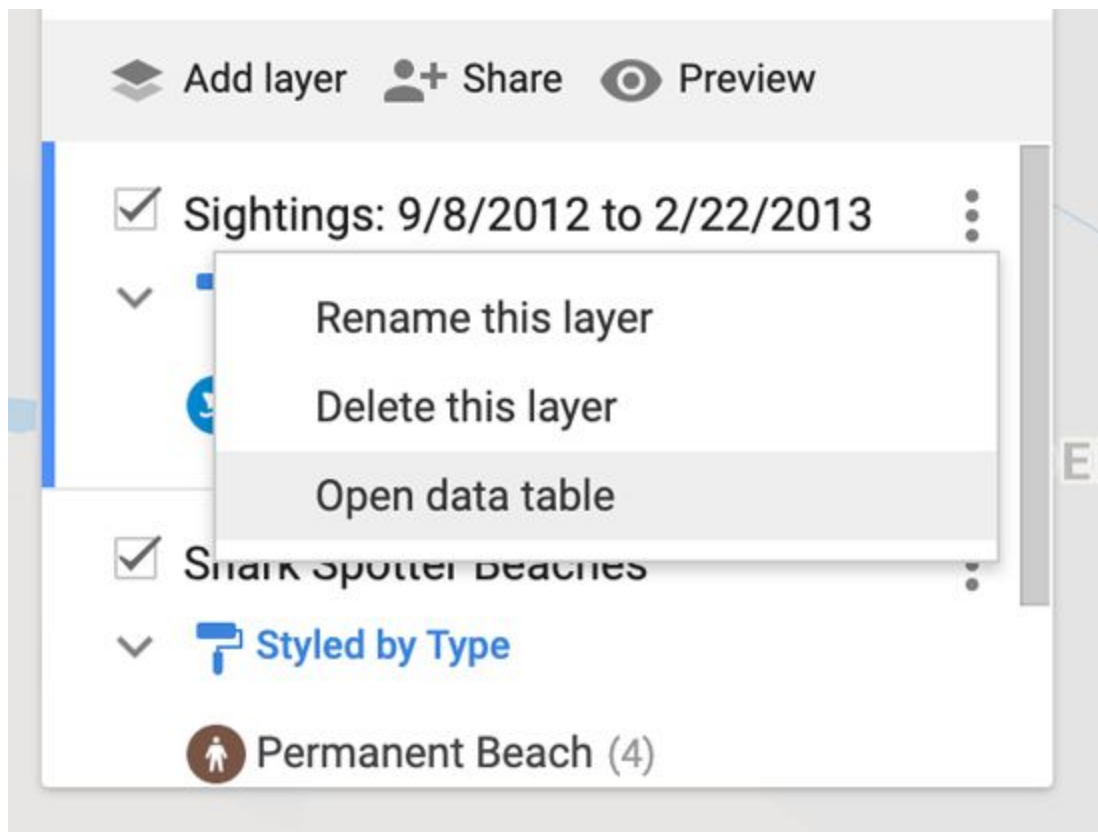 Add layer Share Preview
Sightings: 9/8/2012 to 2/22/2013
Rename this layer
Delete this layer
Open data table
Shark Spotter Beaches
Styled by Type
Permanent Beach (4)
E